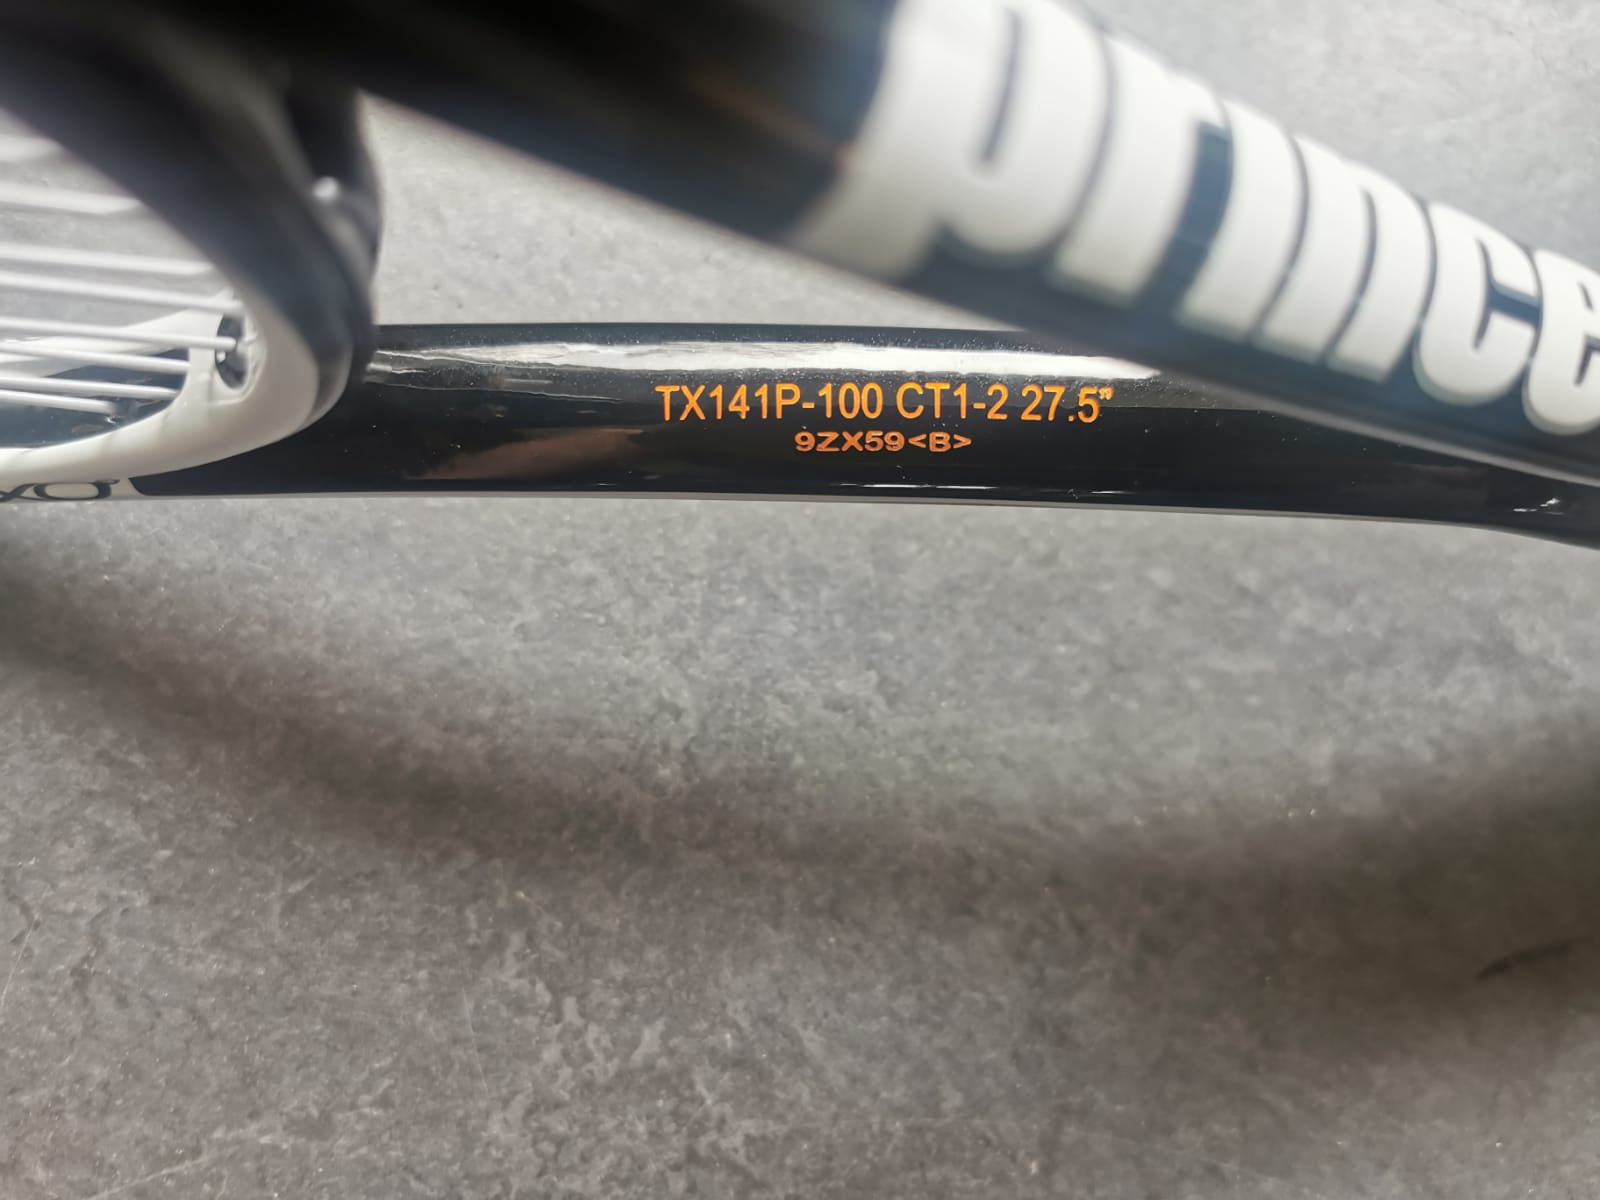 prince
TX141P-100 CT1-2 27.5"
9ZX59<B>